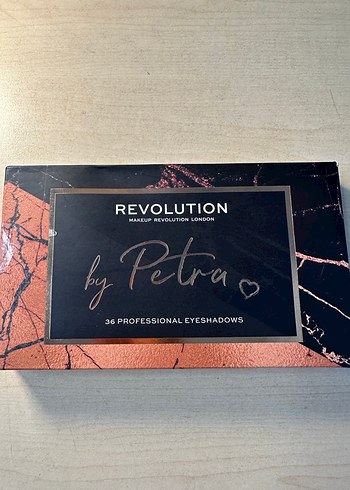 REVOLUTION
MAKEUP REVOLUTION LONDON
by Petra
36 PROFESSIONAL EYESHADOWS